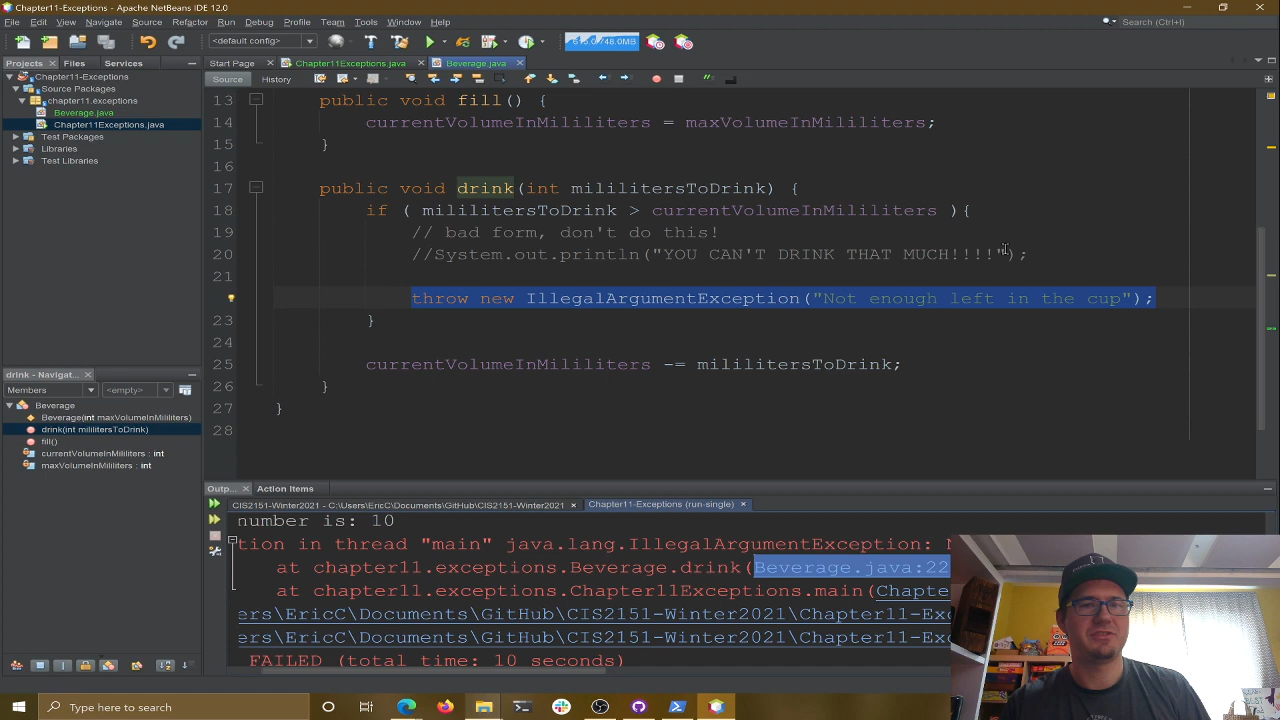 Chapter11-Exceptions - Apache NetBeans IDE 12.0
File Edit View Navigate Source Refactor Run Debug Profile Team Tools Window Help
Search (Ctrl+I)
<default config>
Projects Files Services
Start Page Chapter11Exceptions.java Beverage.java
Source History
Chapter11-Exceptions
Source Packages
chapter11.exceptions
Beverage.java
Chapter11Exceptions.java
Test Packages
Libraries
Test Libraries
13 public void fill() {
14 currentVolumeInMililiters = maxVolumeInMililiters;
15 }
16
17 public void drink(int mililitersToDrink) {
18 if ( mililitersToDrink > currentVolumeInMililiters ){
19 // bad form, don't do this!
20 //System.out.println("YOU CAN'T DRINK THAT MUCH!!!!");
21
throw new IllegalArgumentException("Not enough left in the cup");
23 }
24
25 currentVolumeInMililiters -= mililitersToDrink;
26 }
27 }
28
drink - Navigat...
Members <empty>
Beverage
Beverage(int maxVolumeInMililiters)
drink(int mililitersToDrink)
fill()
currentVolumeInMililiters : int
maxVolumeInMililiters : int
Outp... Action Items
CIS2151-Winter2021 - C:\Users\EricC\Documents\GitHub\CIS2151-Winter2021 Chapter11-Exceptions (run-single)
number is: 10
tion in thread "main" java.lang.IllegalArgumentException: N
at chapter11.exceptions.Beverage.drink(Beverage.java:22
at chapter11.exceptions.Chapter11Exceptions.main(Chapte
ers\EricC\Documents\GitHub\CIS2151-Winter2021\Chapter11-Exc
ers\EricC\Documents\GitHub\CIS2151-Winter2021\Chapter11-Exc
FAILED (total time: 10 seconds)
Type here to search